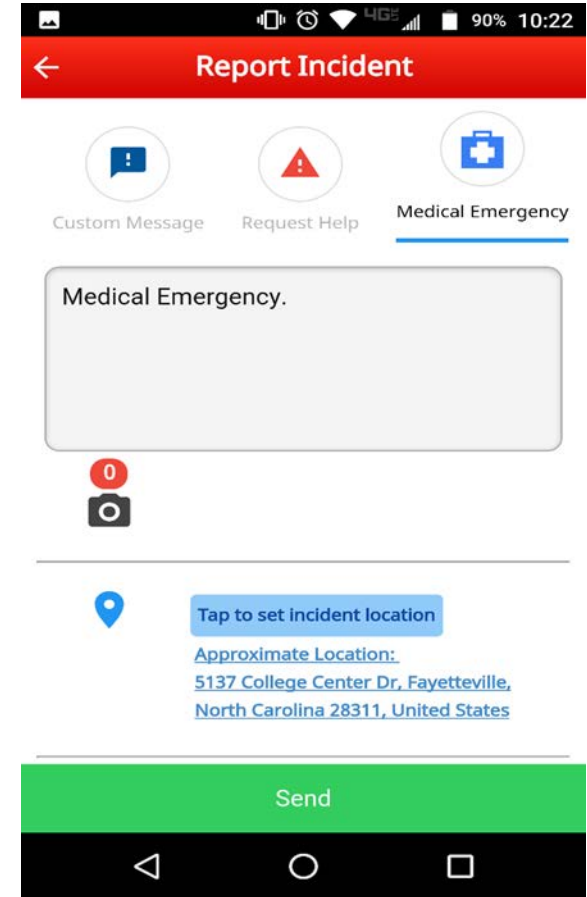 4G 90% 10:22
Report Incident
Custom Message Request Help Medical Emergency
Medical Emergency.
0
Tap to set incident location
Approximate Location:
5137 College Center Dr, Fayetteville,
North Carolina 28311, United States
Send